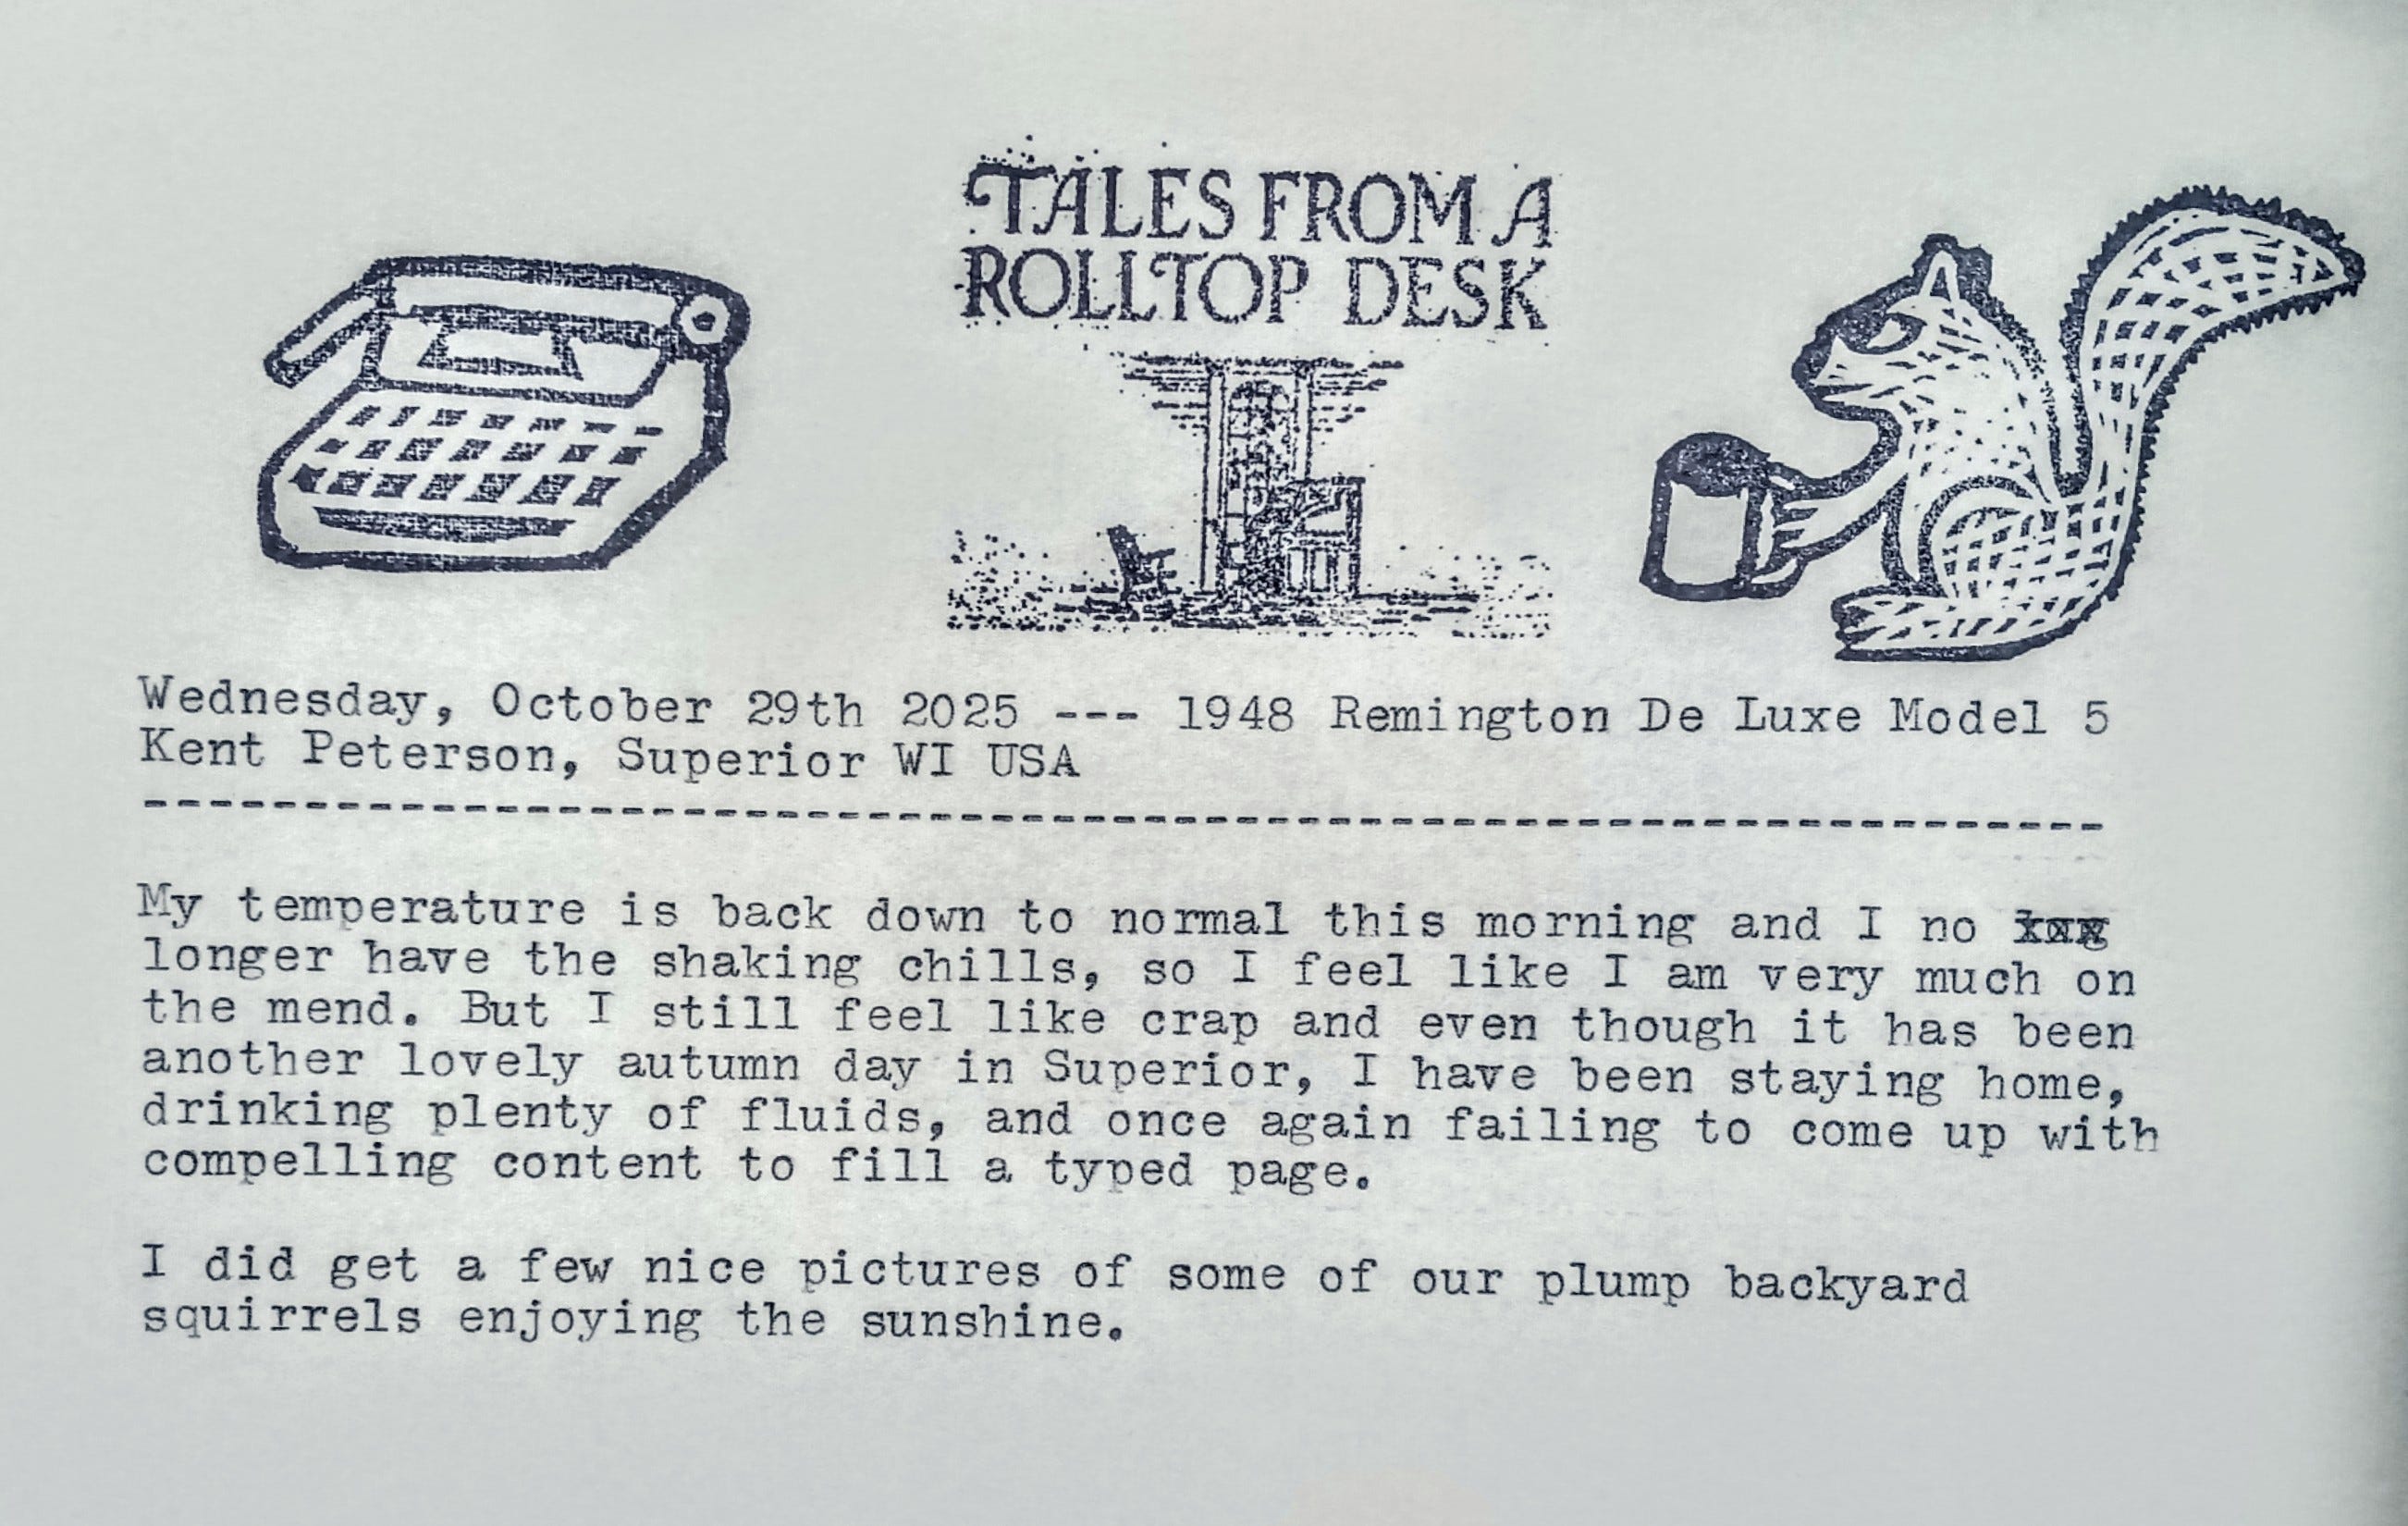 TALES FROM A
ROLLTOP DESK
Wednesday, October 29th 2025 --- 1948 Remington De Luxe Model 5
Kent Peterson, Superior WI USA
---------------------------------------------------------------
My temperature is back down to normal this morning and I no
longer have the shaking chills, so I feel like I am very much on
the mend. But I still feel like crap and even though it has been
another lovely autumn day in Superior, I have been staying home,
drinking plenty of fluids, and once again failing to come up with
compelling content to fill a typed page.
I did get a few nice pictures of some of our plump backyard
squirrels enjoying the sunshine.